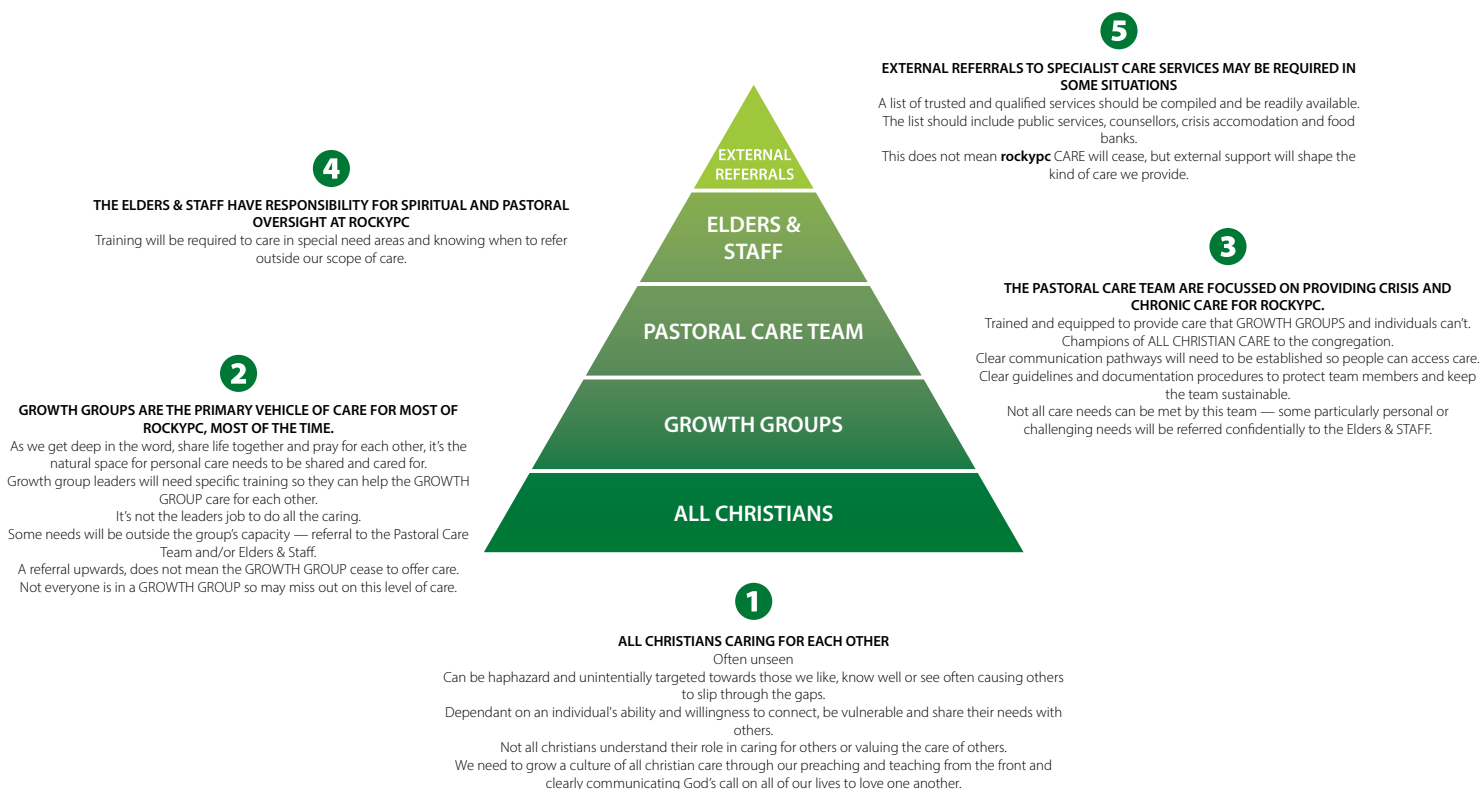 5
EXTERNAL REFERRALS TO SPECIALIST CARE SERVICES MAY BE REQUIRED IN
SOME SITUATIONS
A list of trusted and qualified services should be compiled and be readily available.
The list should include public services, counsellors, crisis accomodation and food
banks.
This does not mean rockypc CARE will cease, but external support will shape the
kind of care we provide.
4
THE ELDERS & STAFF HAVE RESPONSIBILITY FOR SPIRITUAL AND PASTORAL
OVERSIGHT AT ROCKYPC
Training will be required to care in special need areas and knowing when to refer
outside our scope of care.
EXTERNAL
REFERRALS
ELDERS &
STAFF
PASTORAL CARE TEAM
GROWTH GROUPS
ALL CHRISTIANS
3
THE PASTORAL CARE TEAM ARE FOCUSSED ON PROVIDING CRISIS AND
CHRONIC CARE FOR ROCKYPC.
Trained and equipped to provide care that GROWTH GROUPS and individuals can't.
Champions of ALL CHRISTIAN CARE to the congregation.
Clear communication pathways will need to be established so people can access care.
Clear guidelines and documentation procedures to protect team members and keep
the team sustainable.
Not all care needs can be met by this team — some particularly personal or
challenging needs will be referred confidentially to the Elders & STAFF.
2
GROWTH GROUPS ARE THE PRIMARY VEHICLE OF CARE FOR MOST OF
ROCKYPC, MOST OF THE TIME.
As we get deep in the word, share life together and pray for each other, it's the
natural space for personal care needs to be shared and cared for.
Growth group leaders will need specific training so they can help the GROWTH
GROUP care for each other.
It's not the leaders job to do all the caring.
Some needs will be outside the group's capacity — referral to the Pastoral Care
Team and/or Elders & Staff.
A referral upwards, does not mean the GROWTH GROUP cease to offer care.
Not everyone is in a GROWTH GROUP so may miss out on this level of care.
1
ALL CHRISTIANS CARING FOR EACH OTHER
Often unseen
Can be haphazard and unintentially targeted towards those we like, know well or see often causing others
to slip through the gaps.
Dependant on an individual's ability and willingness to connect, be vulnerable and share their needs with
others.
Not all christians understand their role in caring for others or valuing the care of others.
We need to grow a culture of all christian care through our preaching and teaching from the front and
clearly communicating God's call on all of our lives to love one another.